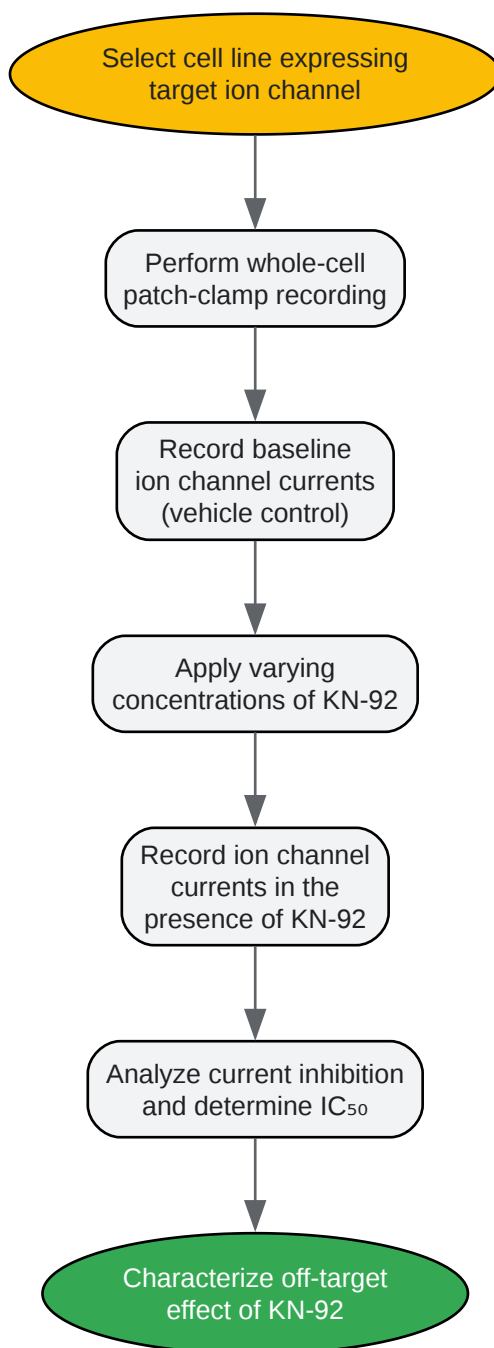 Select cell line expressing
target ion channel
Perform whole-cell
patch-clamp recording
Record baseline
ion channel currents
(vehicle control)
Apply varying
concentrations of KN-92
Record ion channel
currents in the
presence of KN-92
Analyze current inhibition
and determine IC₅₀
Characterize off-target
effect of KN-92